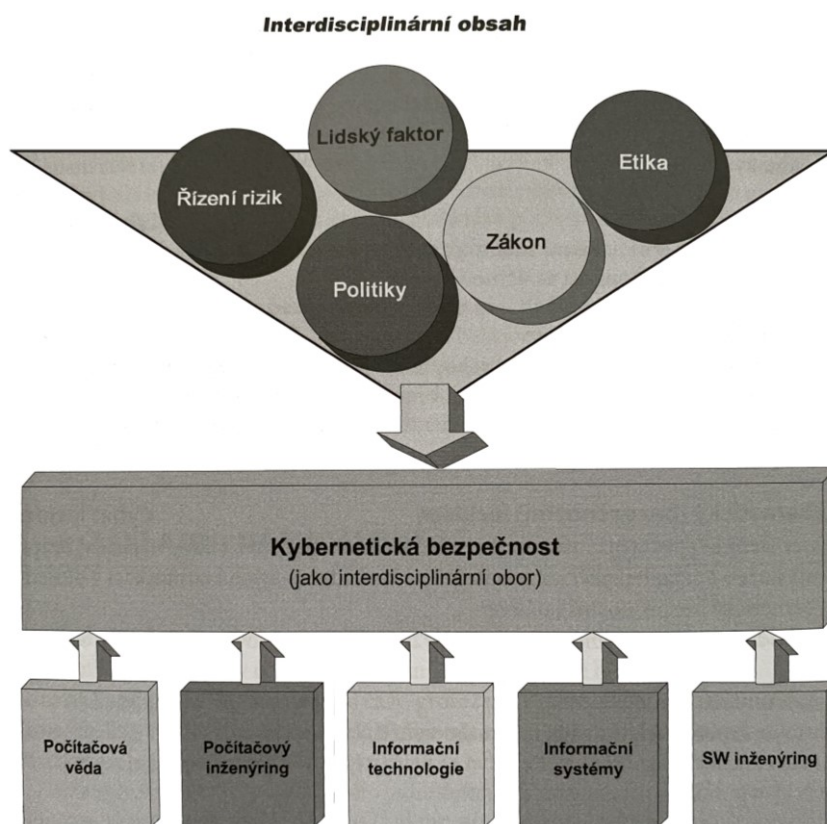 Interdisciplinární obsah
Lidský faktor
Etika
Řízení rizik
Zákon
Politiky
Kybernetická bezpečnost
(jako interdisciplinární obor)
Počítačová
věda
Počítačový
inženýring
Informační
technologie
Informační
systémy
SW inženýring